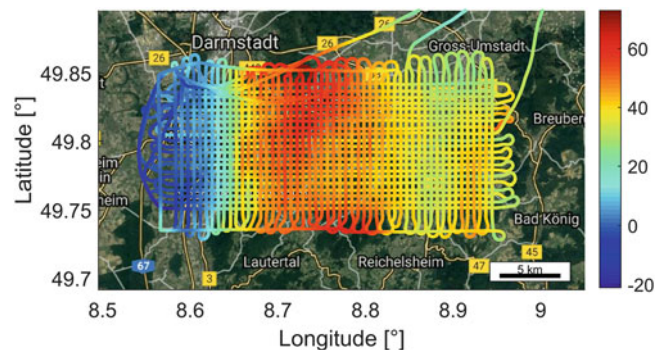 Darmstadt
26
26
26
Gross-Umstadt
Breuberg
Bad König
Lautertal
Reichelsheim
67
3
47
45
5 km
49.85
49.8
49.75
49.7
Latitude [°]
8.5
8.6
8.7
8.8
8.9
9
Longitude [°]
60
40
20
0
-20